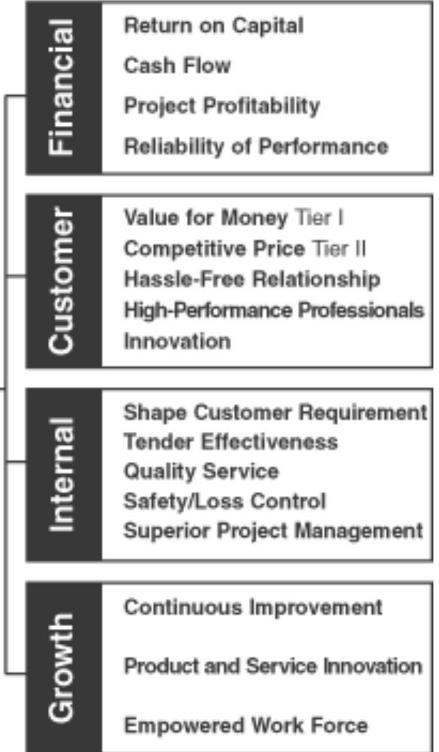 Financial
Return on Capital
Cash Flow
Project Profitability
Reliability of Performance
Customer
Value for Money Tier I
Competitive Price Tier II
Hassle-Free Relationship
High-Performance Professionals
Innovation
Internal
Shape Customer Requirement
Tender Effectiveness
Quality Service
Safety/Loss Control
Superior Project Management
Growth
Continuous Improvement
Product and Service Innovation
Empowered Work Force